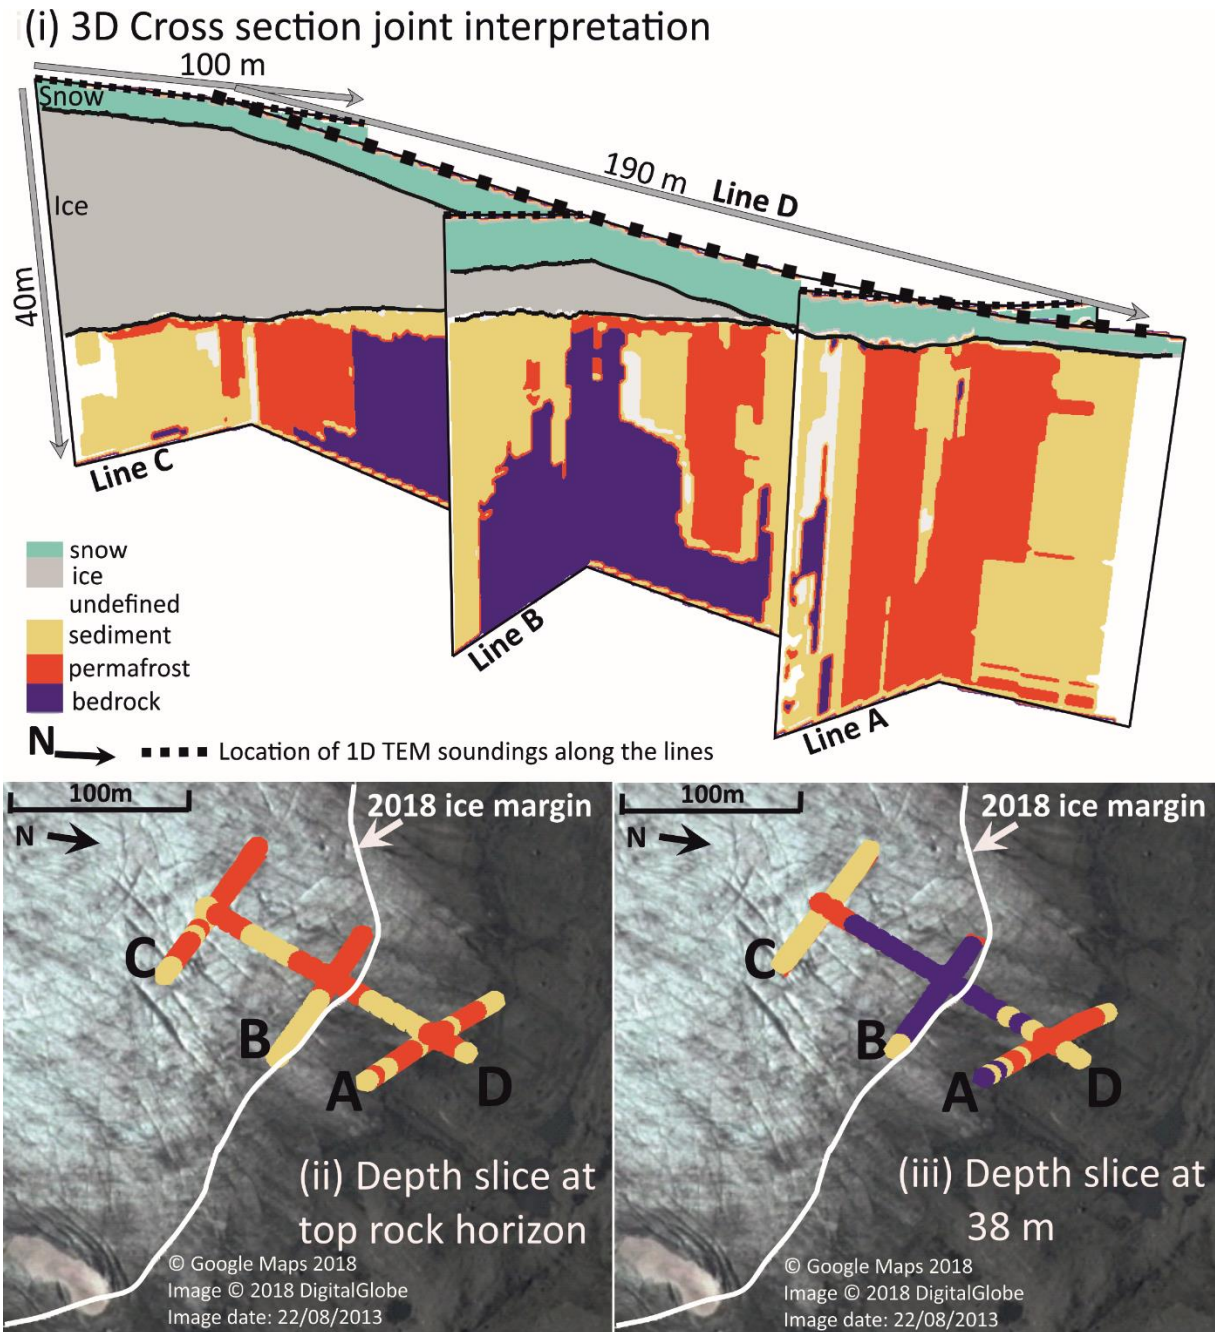 (i) 3D Cross section joint interpretation
100 m
Snow
190 m
Line D
Ice
40m
Line C
Line B
Line A
snow
ice
undefined
sediment
permafrost
bedrock
N
Location of 1D TEM soundings along the lines
100m
2018 ice margin
N
C
B
A
D
(ii) Depth slice at
top rock horizon
© Google Maps 2018
Image © 2018 DigitalGlobe
Image date: 22/08/2013
100m
2018 ice margin
N
C
B
A
D
(iii) Depth slice at
38 m
© Google Maps 2018
Image © 2018 DigitalGlobe
Image date: 22/08/2013